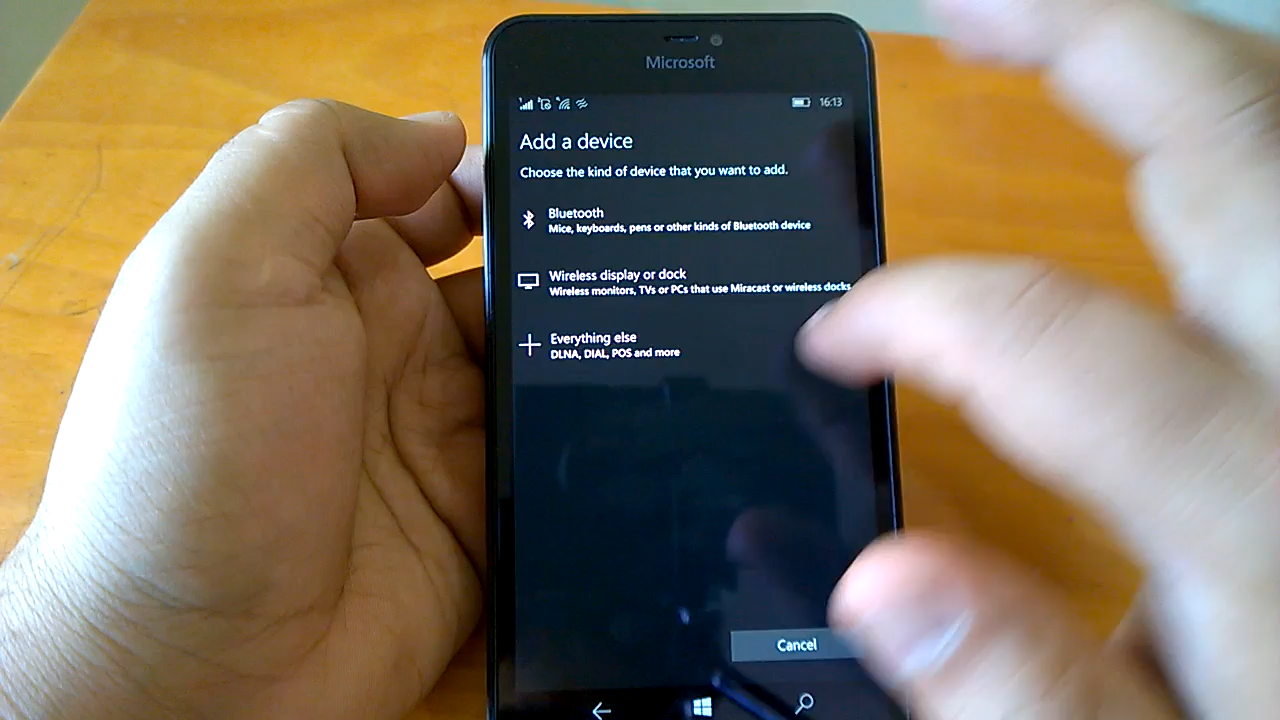 Microsoft
16:13
Add a device
Choose the kind of device that you want to add.
Bluetooth
Mice, keyboards, pens or other kinds of Bluetooth device
Wireless display or dock
Wireless monitors, TVs or PCs that use Miracast or wireless docks
Everything else
DLNA, DIAL, POS and more
Cancel